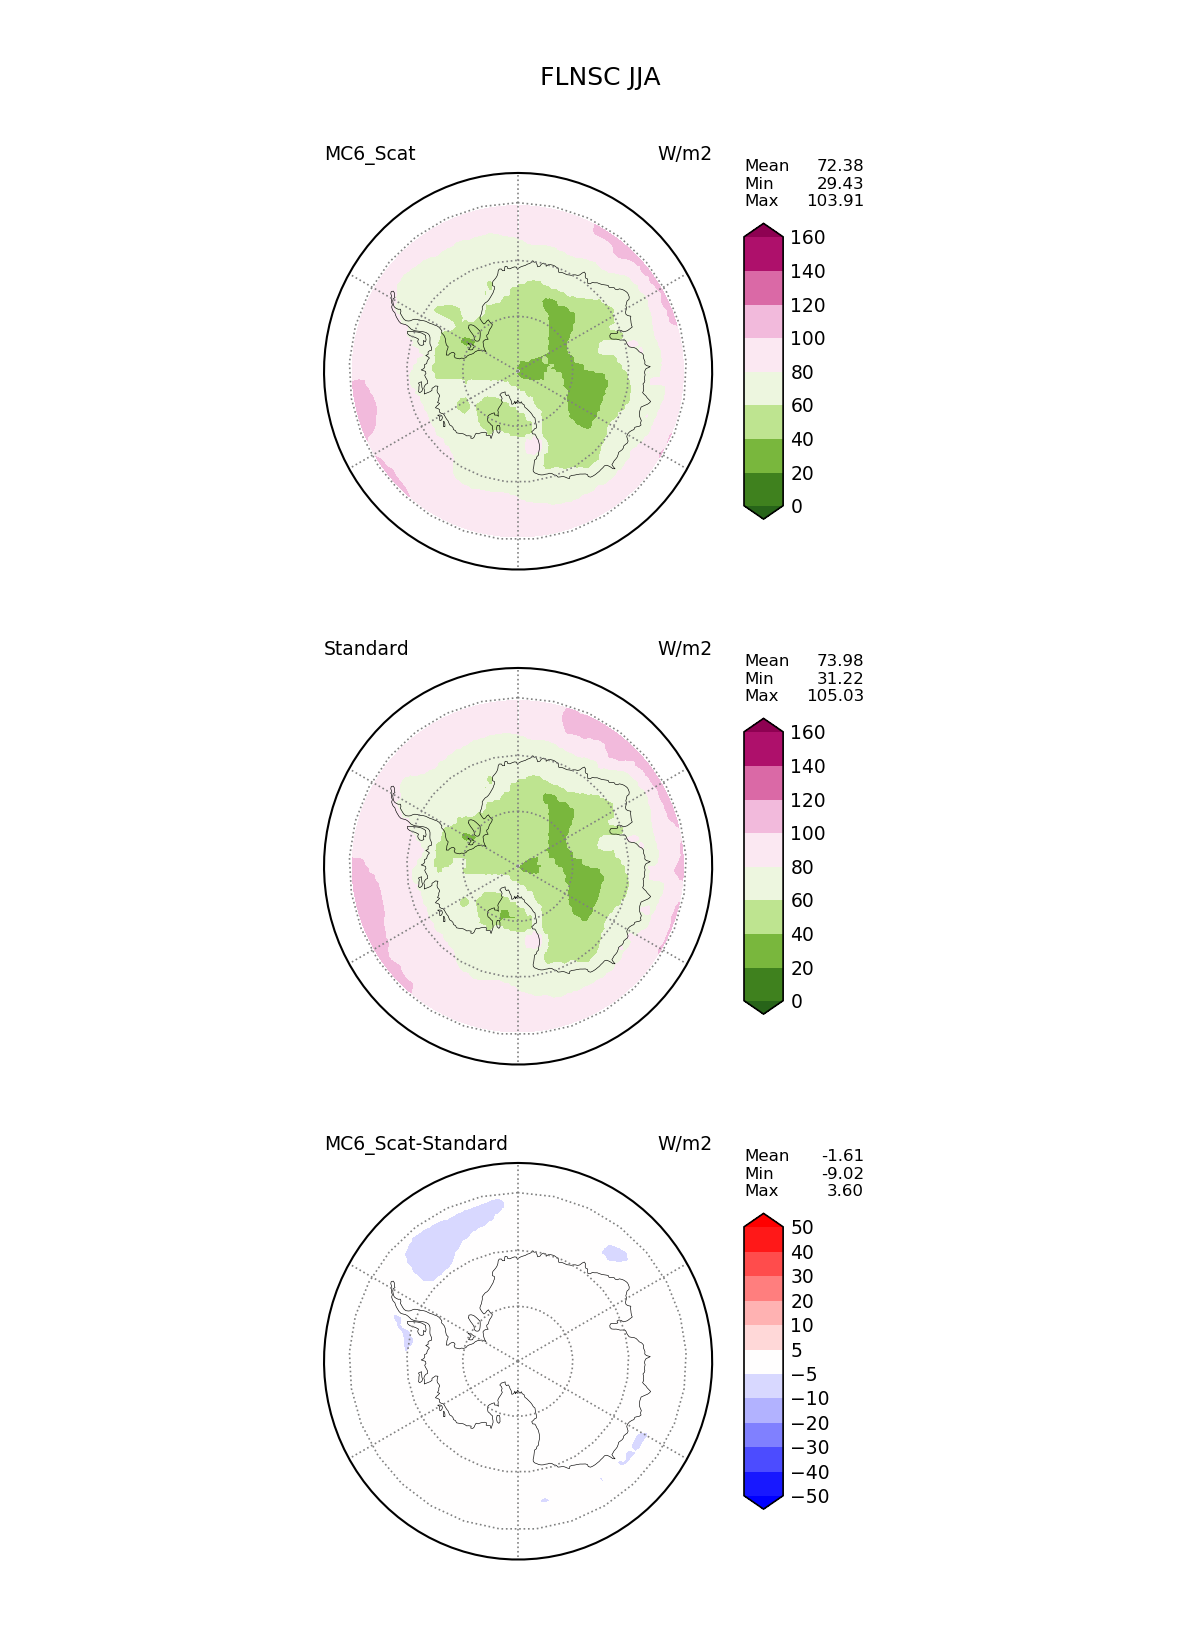 FLNSC JJA
MC6_Scat W/m2
Mean 72.38
Min 29.43
Max 103.91
160
140
120
100
80
60
40
20
0
Standard W/m2
Mean 73.98
Min 31.22
Max 105.03
160
140
120
100
80
60
40
20
0
MC6_Scat-Standard W/m2
Mean -1.61
Min -9.02
Max 3.60
50
40
30
20
10
5
−5
−10
−20
−30
−40
−50